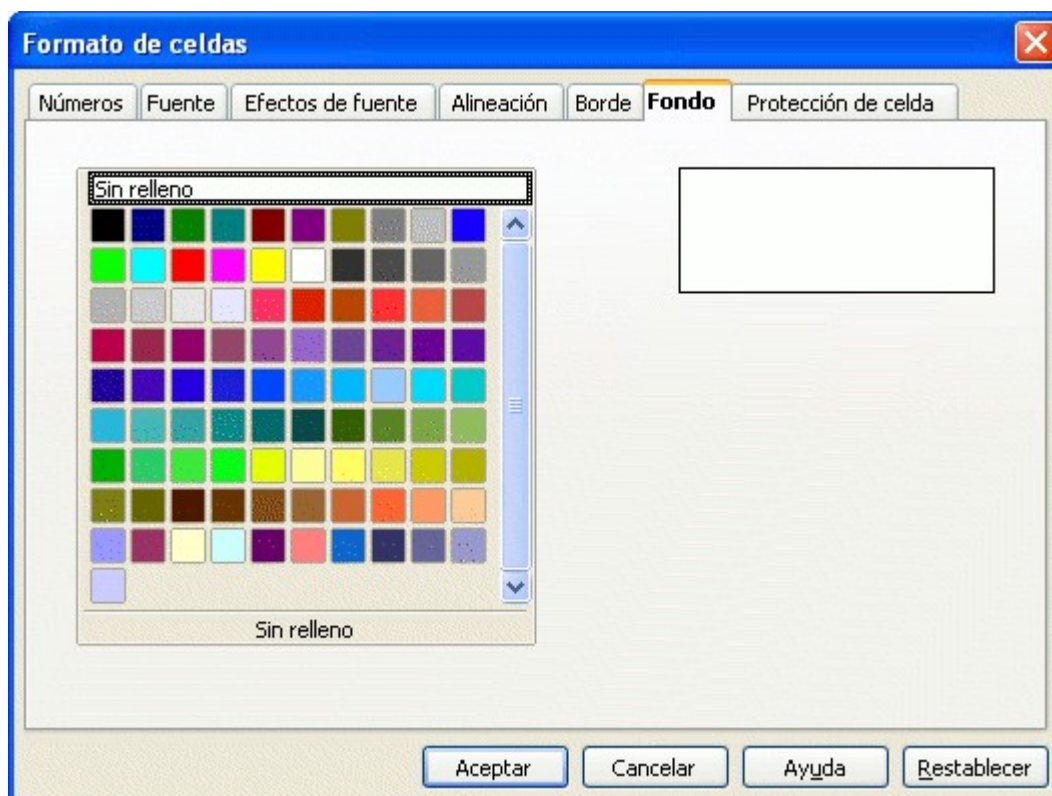 Formato de celdas
Números Fuente Efectos de fuente Alineación Borde Fondo Protección de celda
Sin relleno
Sin relleno
Aceptar Cancelar Ayuda Restablecer